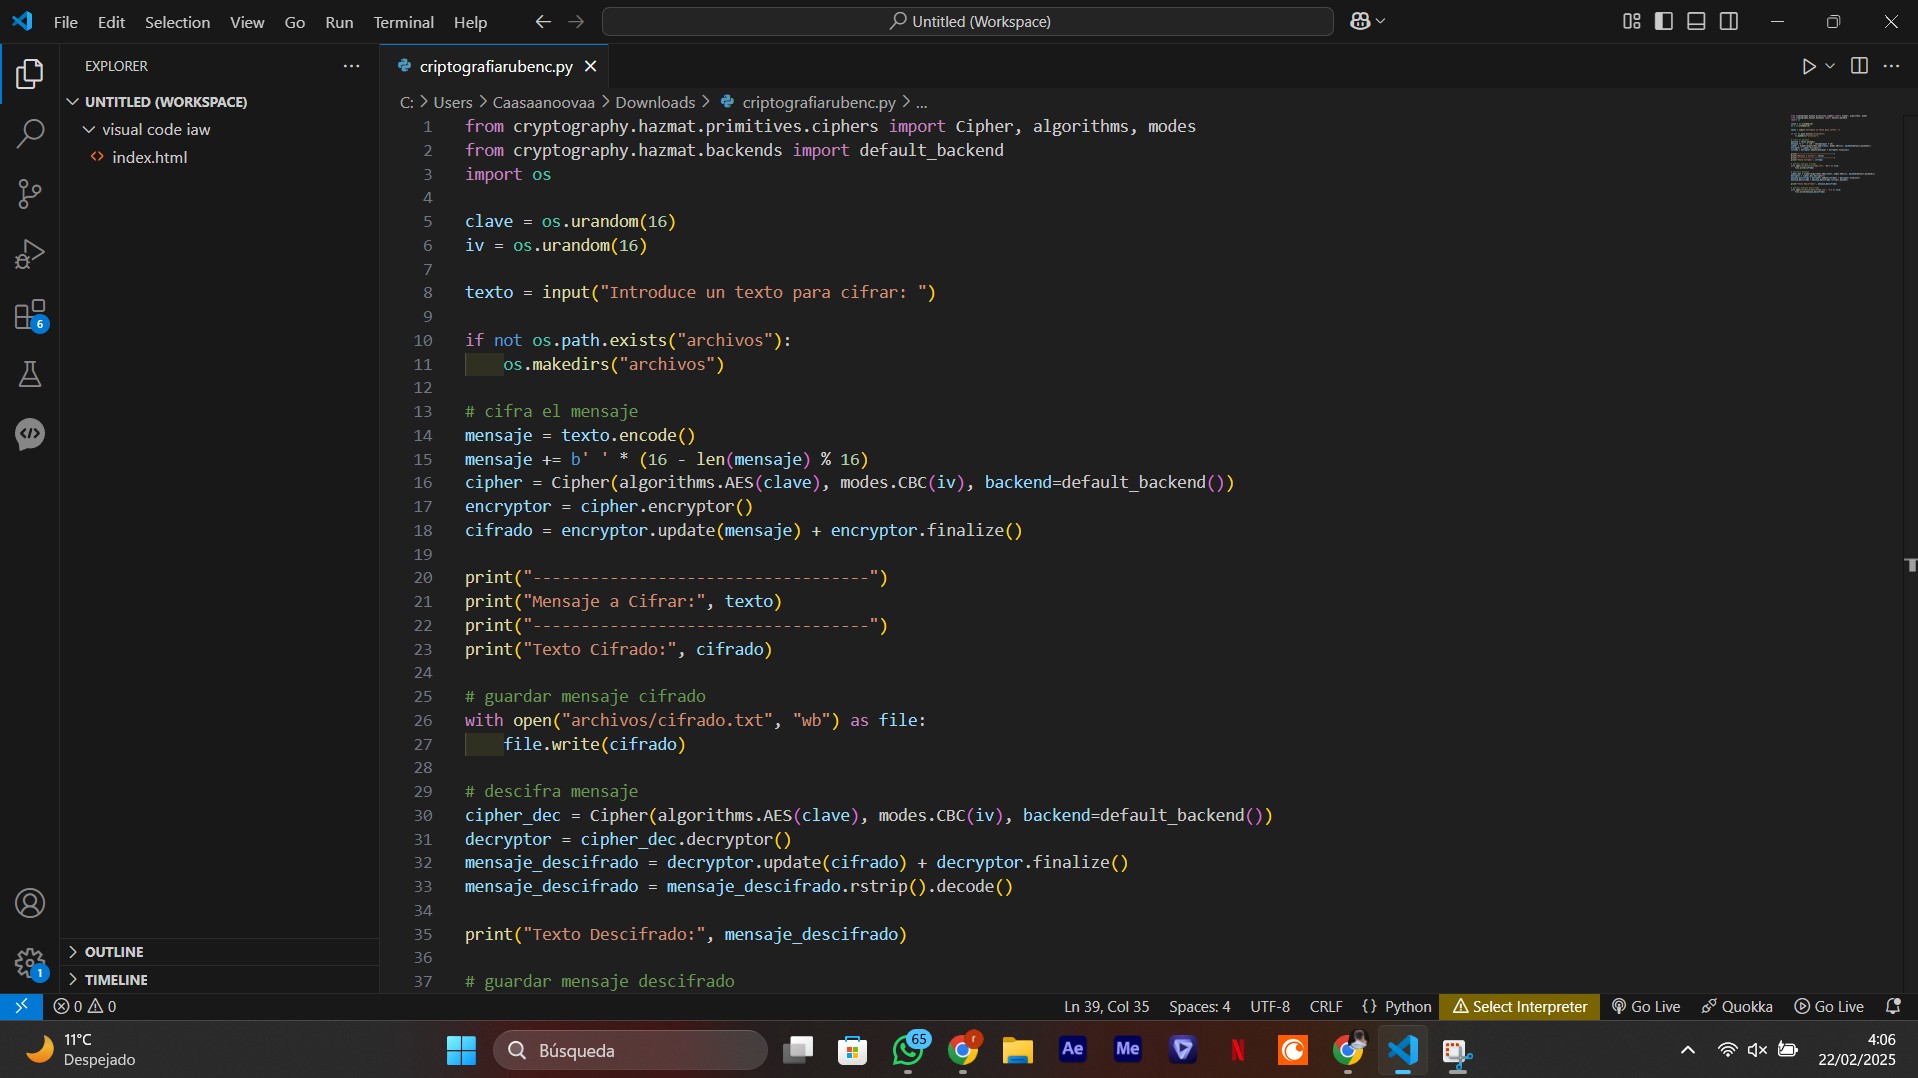 File Edit Selection View Go Run Terminal Help
Untitled (Workspace)
EXPLORER
criptografiarubenc.py
UNTITLED (WORKSPACE)
visual code iaw
index.html
C: > Users > Caasaanoovaa > Downloads > criptografiarubenc.py > ...
1 from cryptography.hazmat.primitives.ciphers import Cipher, algorithms, modes
2 from cryptography.hazmat.backends import default_backend
3 import os
4
5 clave = os.urandom(16)
6 iv = os.urandom(16)
7
8 texto = input("Introduce un texto para cifrar: ")
9
10 if not os.path.exists("archivos"):
11     os.makedirs("archivos")
12
13 # cifra el mensaje
14 mensaje = texto.encode()
15 mensaje += b' ' * (16 - len(mensaje) % 16)
16 cipher = Cipher(algorithms.AES(clave), modes.CBC(iv), backend=default_backend())
17 encryptor = cipher.encryptor()
18 cifrado = encryptor.update(mensaje) + encryptor.finalize()
19
20 print("-----------------------------------")
21 print("Mensaje a Cifrar:", texto)
22 print("-----------------------------------")
23 print("Texto Cifrado:", cifrado)
24
25 # guardar mensaje cifrado
26 with open("archivos/cifrado.txt", "wb") as file:
27     file.write(cifrado)
28
29 # descifra mensaje
30 cipher_dec = Cipher(algorithms.AES(clave), modes.CBC(iv), backend=default_backend())
31 decryptor = cipher_dec.decryptor()
32 mensaje_descifrado = decryptor.update(cifrado) + decryptor.finalize()
33 mensaje_descifrado = mensaje_descifrado.rstrip().decode()
34
35 print("Texto Descifrado:", mensaje_descifrado)
36
37 # guardar mensaje descifrado
6
1
OUTLINE
TIMELINE
0 0
Ln 39, Col 35 Spaces: 4 UTF-8 CRLF {} Python Select Interpreter Go Live Quokka Go Live
11°C
Despejado
Búsqueda
65
r
Ae
Me
N
4:06
22/02/2025